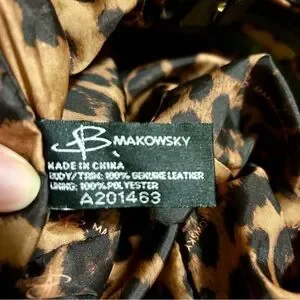 B MAKOWSKY
MADE IN CHINA
BODY/TRIM: 100% GENUINE LEATHER
LINING: 100% POLYESTER
A201463